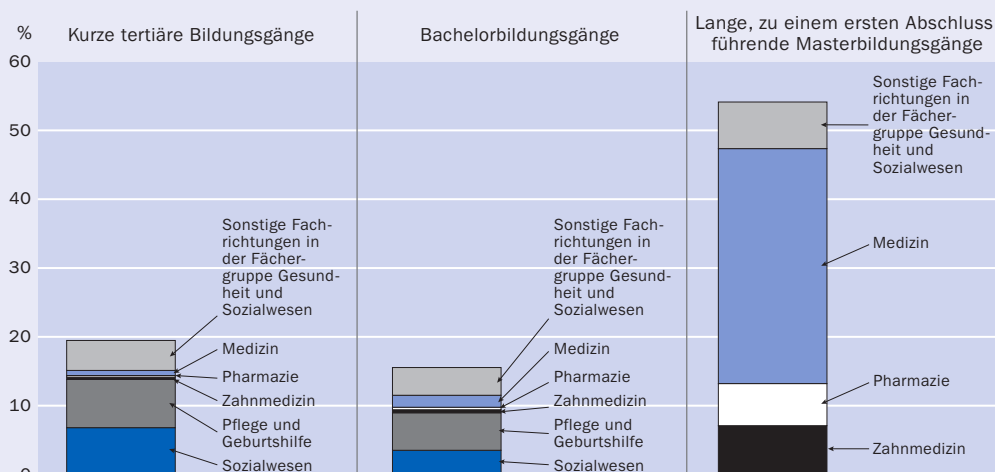 %
Kurze tertiäre Bildungsgänge
Bachelorbildungsgänge
Lange, zu einem ersten Abschluss
führende Masterbildungsgänge
60
50
40
30
20
10
0
Sonstige Fach-
richtungen in
der Fächer-
gruppe Gesund-
heit und
Sozialwesen
Medizin
Pharmazie
Zahnmedizin
Pflege und
Geburtshilfe
Sozialwesen
Sonstige Fach-
richtungen in
der Fächer-
gruppe Gesund-
heit und
Sozialwesen
Medizin
Pharmazie
Zahnmedizin
Pflege und
Geburtshilfe
Sozialwesen
Sonstige Fach-
richtungen in
der Fächer-
gruppe Gesund-
heit und
Sozialwesen
Medizin
Pharmazie
Zahnmedizin